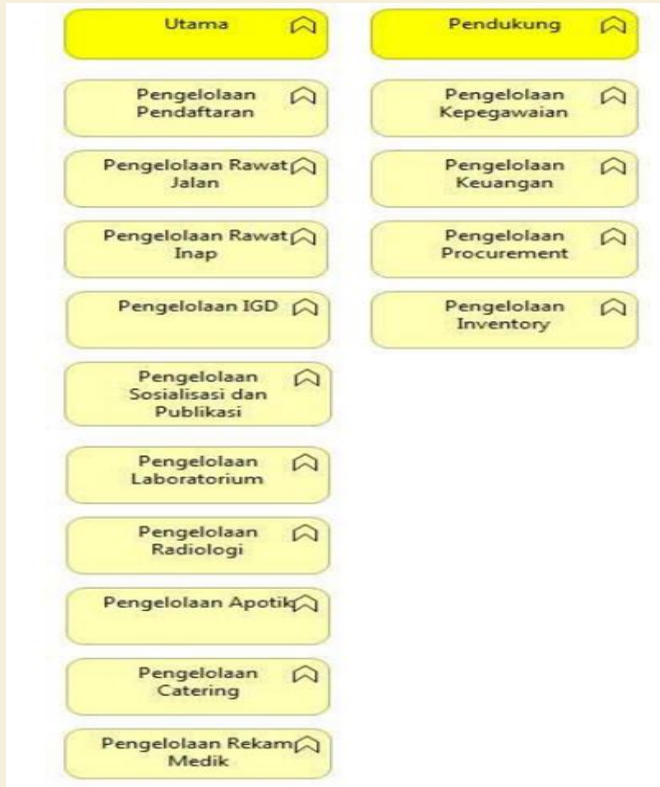 Utama
Pengelolaan
Pendaftaran
Pengelolaan Rawat
Jalan
Pengelolaan Rawat
Inap
Pengelolaan IGD
Pengelolaan
Sosialisasi dan
Publikasi
Pengelolaan
Laboratorium
Pengelolaan
Radiologi
Pengelolaan Apotik
Pengelolaan
Catering
Pengelolaan Rekam
Medik
Pendukung
Pengelolaan
Kepegawaian
Pengelolaan
Keuangan
Pengelolaan
Procurement
Pengelolaan
Inventory